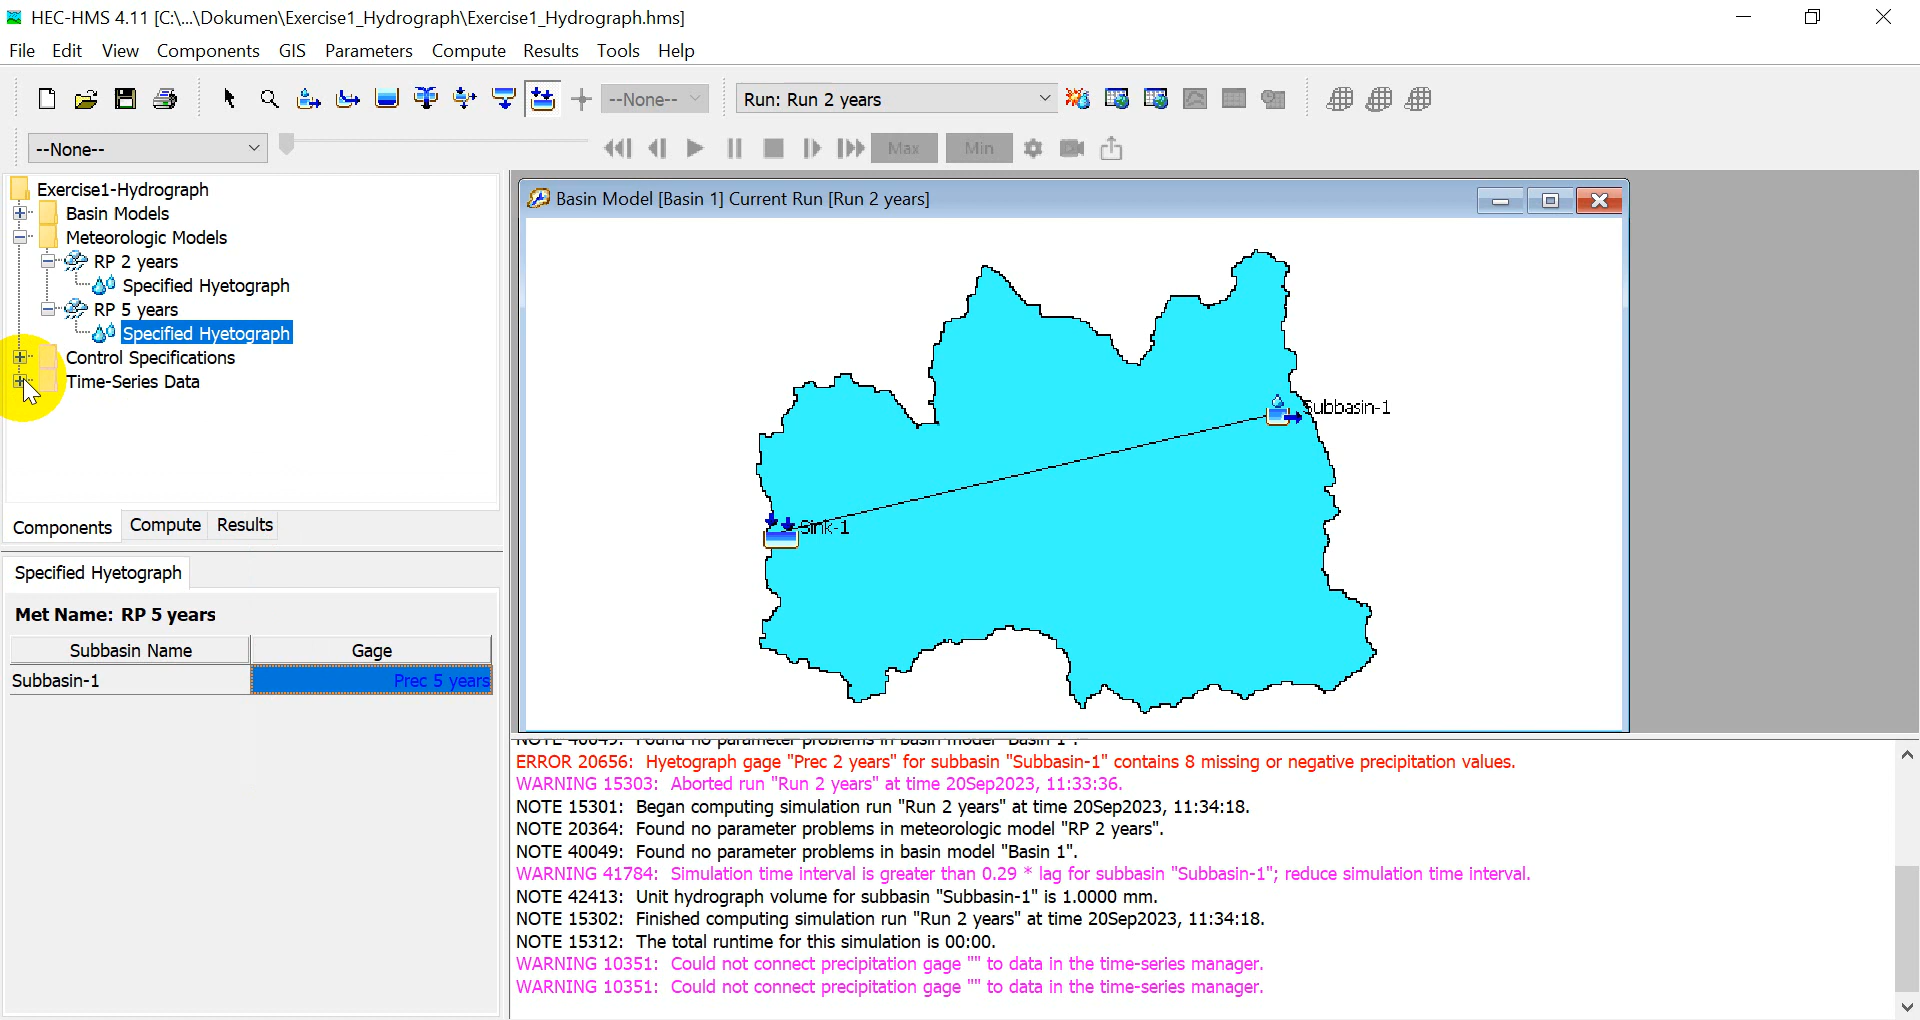 HEC-HMS 4.11 [C:\...\Dokumen\Exercise1_Hydrograph\Exercise1_Hydrograph.hms]
File Edit View Components GIS Parameters Compute Results Tools Help
--None-- Run: Run 2 years
--None-- Max Min
Exercise1-Hydrograph
Basin Models
Meteorologic Models
RP 2 years
Specified Hyetograph
RP 5 years
Specified Hyetograph
Control Specifications
Time-Series Data
Components Compute Results
Specified Hyetograph
Met Name: RP 5 years
Subbasin Name Gage
Subbasin-1 Prec 5 years
Basin Model [Basin 1] Current Run [Run 2 years]
Subbasin-1
Sink-1
NOTE 40049: Found no parameter problems in basin model "Basin 1".
ERROR 20656: Hyetograph gage "Prec 2 years" for subbasin "Subbasin-1" contains 8 missing or negative precipitation values.
WARNING 15303: Aborted run "Run 2 years" at time 20Sep2023, 11:33:36.
NOTE 15301: Began computing simulation run "Run 2 years" at time 20Sep2023, 11:34:18.
NOTE 20364: Found no parameter problems in meteorologic model "RP 2 years".
NOTE 40049: Found no parameter problems in basin model "Basin 1".
WARNING 41784: Simulation time interval is greater than 0.29 * lag for subbasin "Subbasin-1"; reduce simulation time interval.
NOTE 42413: Unit hydrograph volume for subbasin "Subbasin-1" is 1.0000 mm.
NOTE 15302: Finished computing simulation run "Run 2 years" at time 20Sep2023, 11:34:18.
NOTE 15312: The total runtime for this simulation is 00:00.
WARNING 10351: Could not connect precipitation gage "" to data in the time-series manager.
WARNING 10351: Could not connect precipitation gage "" to data in the time-series manager.